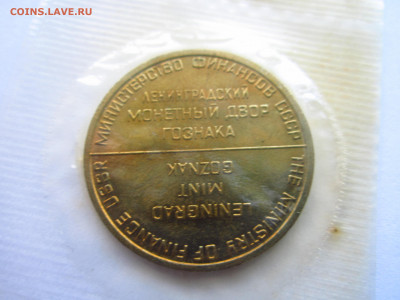 COINS.LAVE.RU
МИНИСТЕРСТВО ФИНАНСОВ СССР
ЛЕНИНГРАДСКИЙ
МОНЕТНЫЙ ДВОР
ГОЗНАКА
THE MINISTRY OF FINANCE USSR
LENINGRAD
MINT
GOZNAK